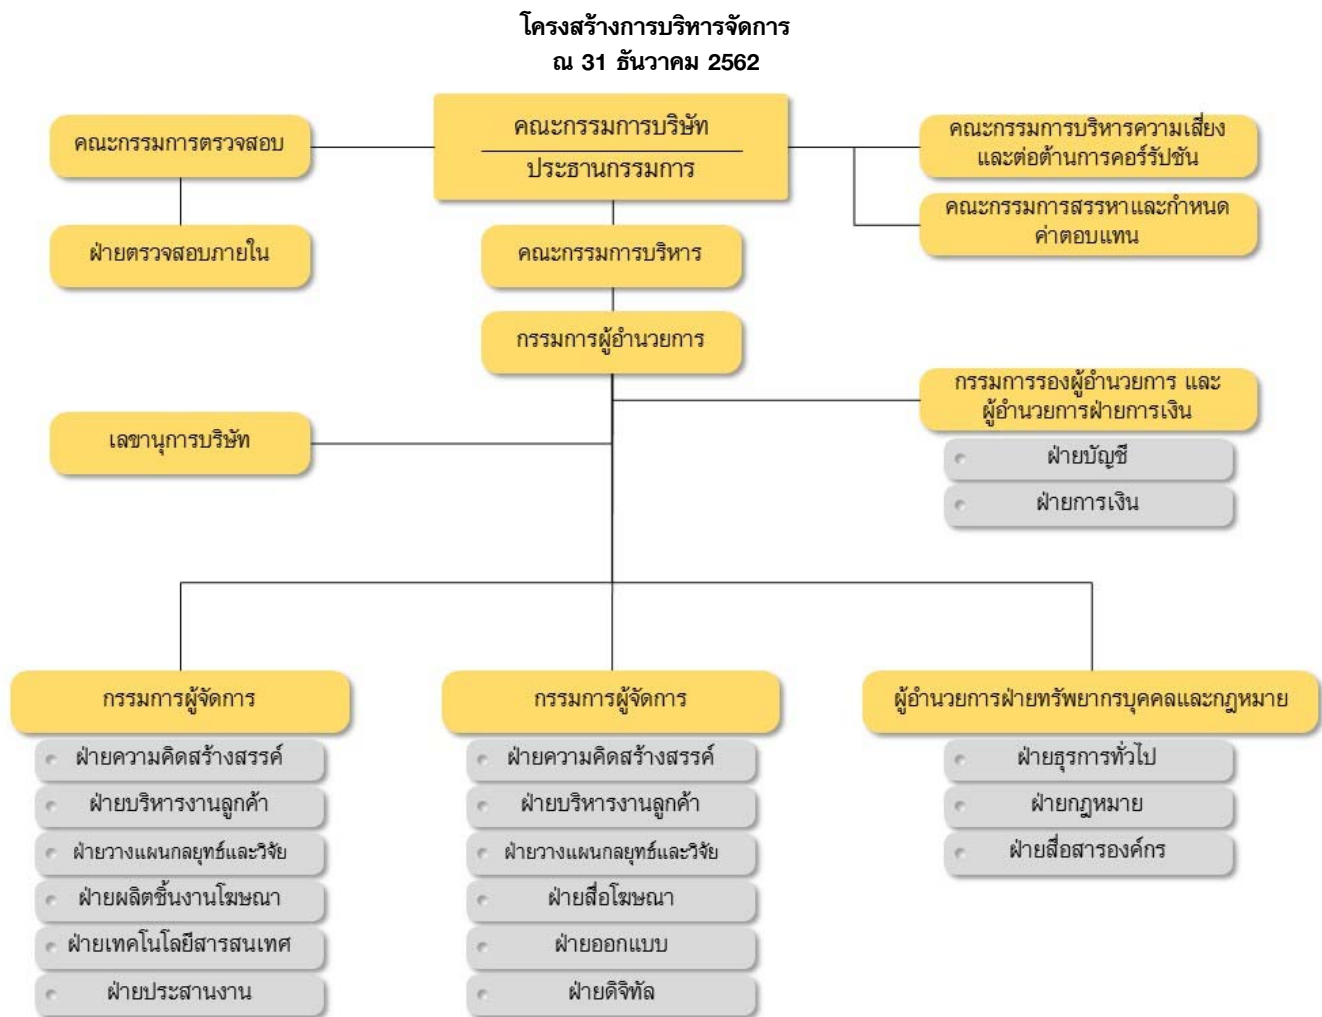 โครงสร้างการบริหารจัดการ
ณ 31 ธันวาคม 2562
คณะกรรมการบริษัท
ประธานกรรมการ
คณะกรรมการตรวจสอบ
ฝ่ายตรวจสอบภายใน
คณะกรรมการบริหารความเสี่ยง
และต่อต้านการคอร์รัปชัน
คณะกรรมการสรรหาและกำหนด
ค่าตอบแทน
คณะกรรมการบริหาร
กรรมการผู้อำนวยการ
กรรมการรองผู้อำนวยการ และ
ผู้อำนวยการฝ่ายการเงิน
ฝ่ายบัญชี
ฝ่ายการเงิน
เลขานุการบริษัท
กรรมการผู้จัดการ
ฝ่ายความคิดสร้างสรรค์
ฝ่ายบริหารงานลูกค้า
ฝ่ายวางแผนกลยุทธ์และวิจัย
ฝ่ายผลิตชิ้นงานโฆษณา
ฝ่ายเทคโนโลยีสารสนเทศ
ฝ่ายประสานงาน
กรรมการผู้จัดการ
ฝ่ายความคิดสร้างสรรค์
ฝ่ายบริหารงานลูกค้า
ฝ่ายวางแผนกลยุทธ์และวิจัย
ฝ่ายสื่อโฆษณา
ฝ่ายออกแบบ
ฝ่ายดิจิทัล
ผู้อำนวยการฝ่ายทรัพยากรบุคคลและกฎหมาย
ฝ่ายธุรการทั่วไป
ฝ่ายกฎหมาย
ฝ่ายสื่อสารองค์กร